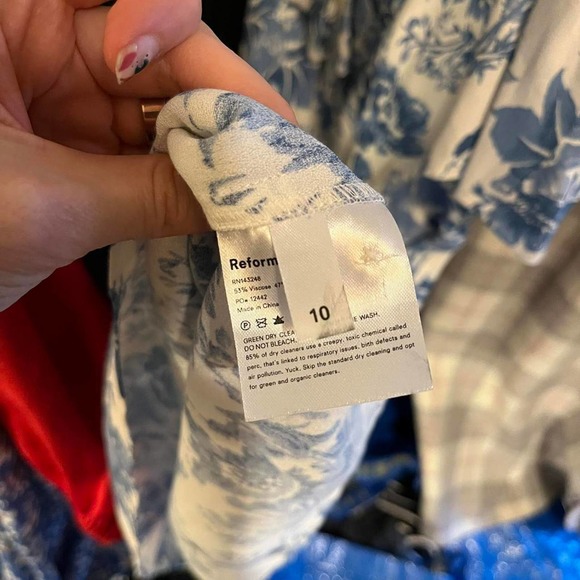 Reform
RN143246
53% Viscose 47
PO# 12442
Made in China
10
GREEN DRY CLEA E WASH.
DO NOT BLEACH.
85% of dry cleaners use a creepy, toxic chemical called
perc, that's linked to respiratory issues, birth defects and
air pollution. Yuck. Skip the standard dry cleaning and opt
for green and organic cleaners.